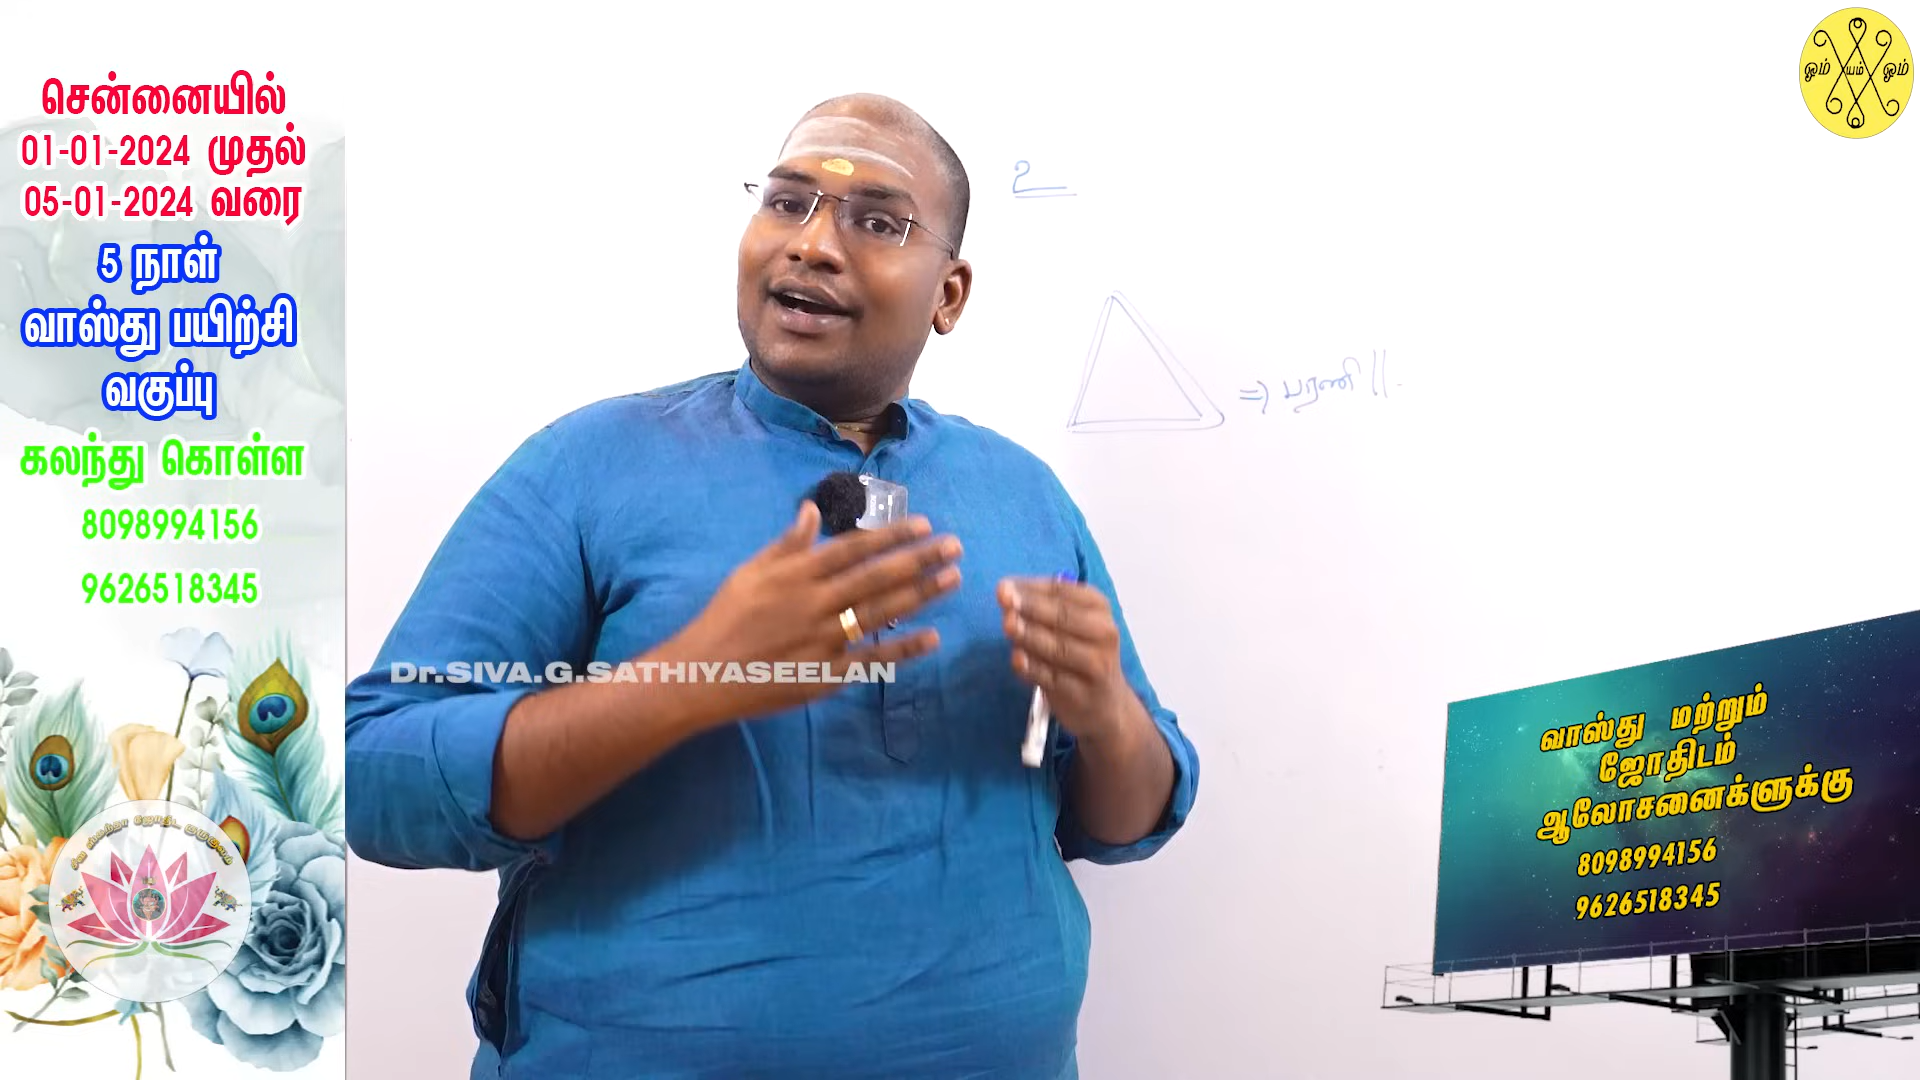 சென்னையில்
01-01-2024 முதல்
05-01-2024 வரை
5 நாள்
வாஸ்து பயிற்சி
வகுப்பு
கலந்து கொள்ள
8098994156
9626518345
உ
=> பரணி ||
Dr.SIVA.G.SATHIYASEELAN
ஓம் யம் ஓம்
வாஸ்து மற்றும்
ஜோதிடம்
ஆலோசனைக்ளுக்கு
8098994156
9626518345